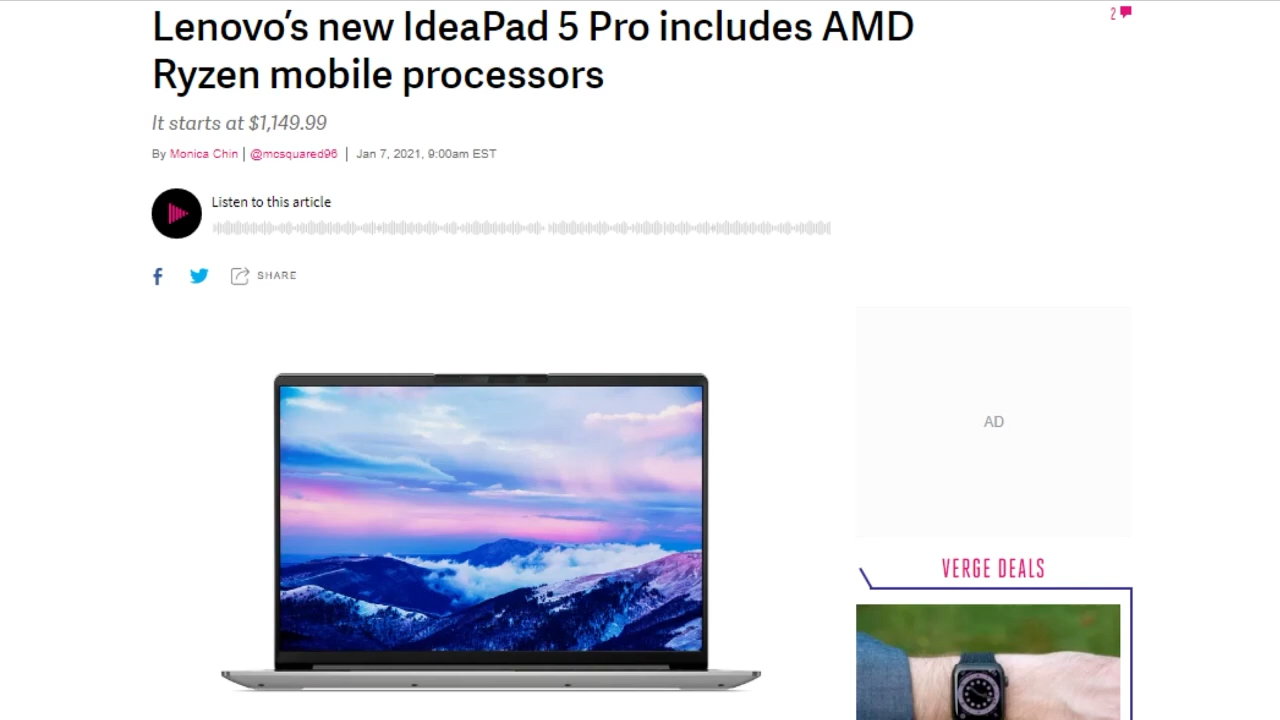 Lenovo’s new IdeaPad 5 Pro includes AMD
Ryzen mobile processors
2
It starts at $1,149.99
By Monica Chin | @mcsquared96 | Jan 7, 2021, 9:00am EST
Listen to this article
SHARE
AD
VERGE DEALS